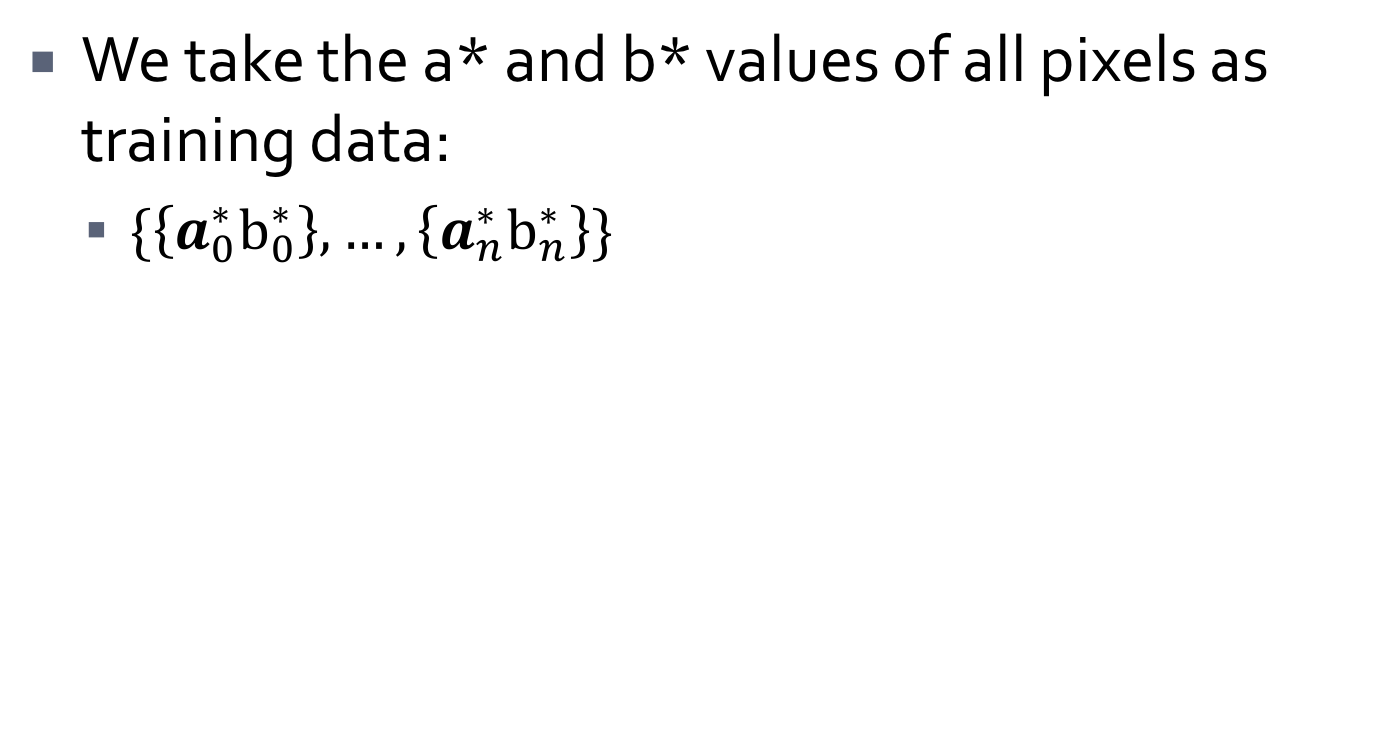 ▪ We take the a* and b* values of all pixels as
training data:
▪ {{𝒂₀*b₀*}, … , {𝒂ₙ*bₙ*}}